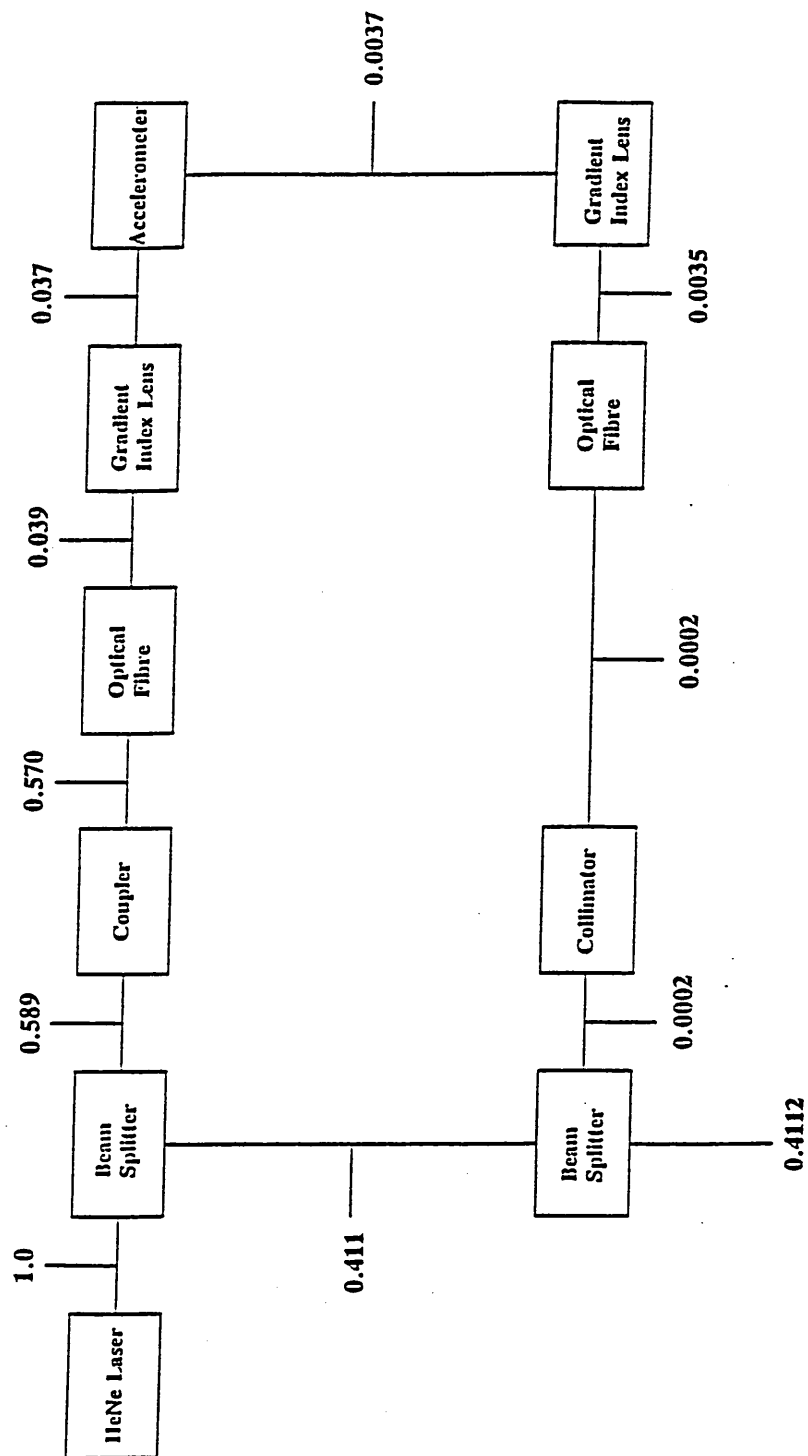 HeNe Laser
1.0
Beam
Splitter
0.589
Coupler
0.570
Optical
Fibre
0.039
Gradient
Index Lens
0.037
Accelerometer
0.0037
0.411
Beam
Splitter
0.4112
0.0002
Collimator
0.0002
Optical
Fibre
0.0035
Gradient
Index Lens